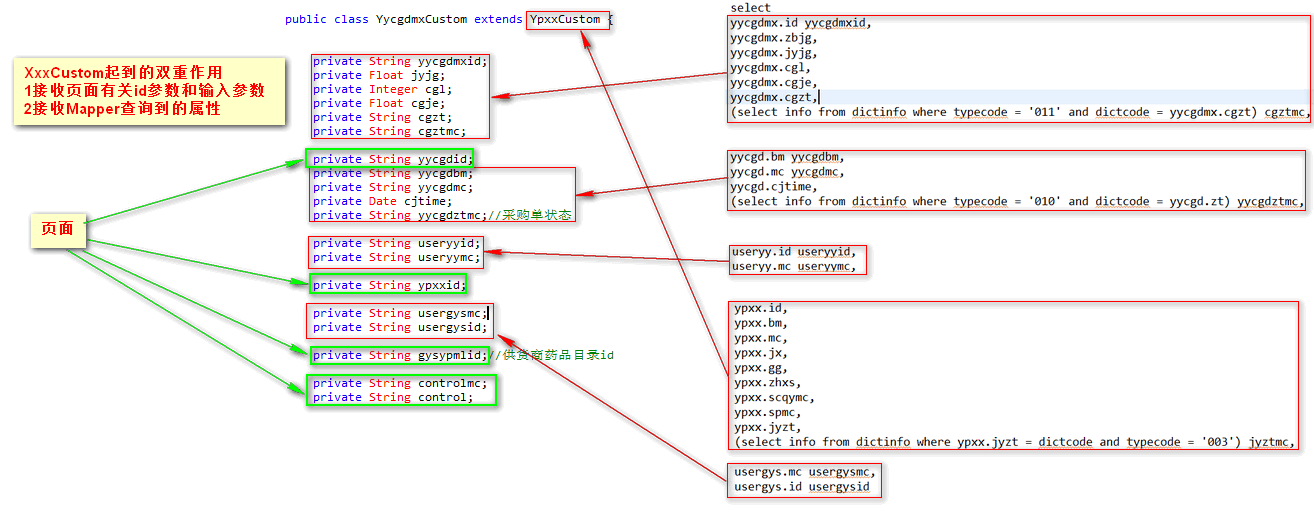 public class YycgdmxCustom extends YpxxCustom {
XxxCustom起到的双重作用
1接收页面有关id参数和输入参数
2接收Mapper查询到的属性
页面
private String yycgdmxid;
private Float jyjg;
private Integer cgl;
private Float cgje;
private String cgzt;
private String cgztmc;
private String yycgdid;
private String yycgdbm;
private String yycgdmc;
private Date cjtime;
private String yycgdztmc;//采购单状态
private String useryyid;
private String useryymc;
private String ypxxid;
private String usergysmc;
private String usergysid;
private String gysypmlid;//供货商药品目录id
private String controlmc;
private String control;
select
yycgdmx.id yycgdmxid,
yycgdmx.zbjg,
yycgdmx.jyjg,
yycgdmx.cgl,
yycgdmx.cgje,
yycgdmx.cgzt,
(select info from dictinfo where typecode = '011' and dictcode = yycgdmx.cgzt) cgztmc,
yycgd.bm yycgdbm,
yycgd.mc yycgdmc,
yycgd.cjtime,
(select info from dictinfo where typecode = '010' and dictcode = yycgd.zt) yycgdztmc,
useryy.id useryyid,
useryy.mc useryymc,
ypxx.id,
ypxx.bm,
ypxx.mc,
ypxx.jx,
ypxx.gg,
ypxx.zhxs,
ypxx.scqymc,
ypxx.spmc,
ypxx.jyzt,
(select info from dictinfo where ypxx.jyzt = dictcode and typecode = '003') jyztmc,
usergys.mc usergysmc,
usergys.id usergysid